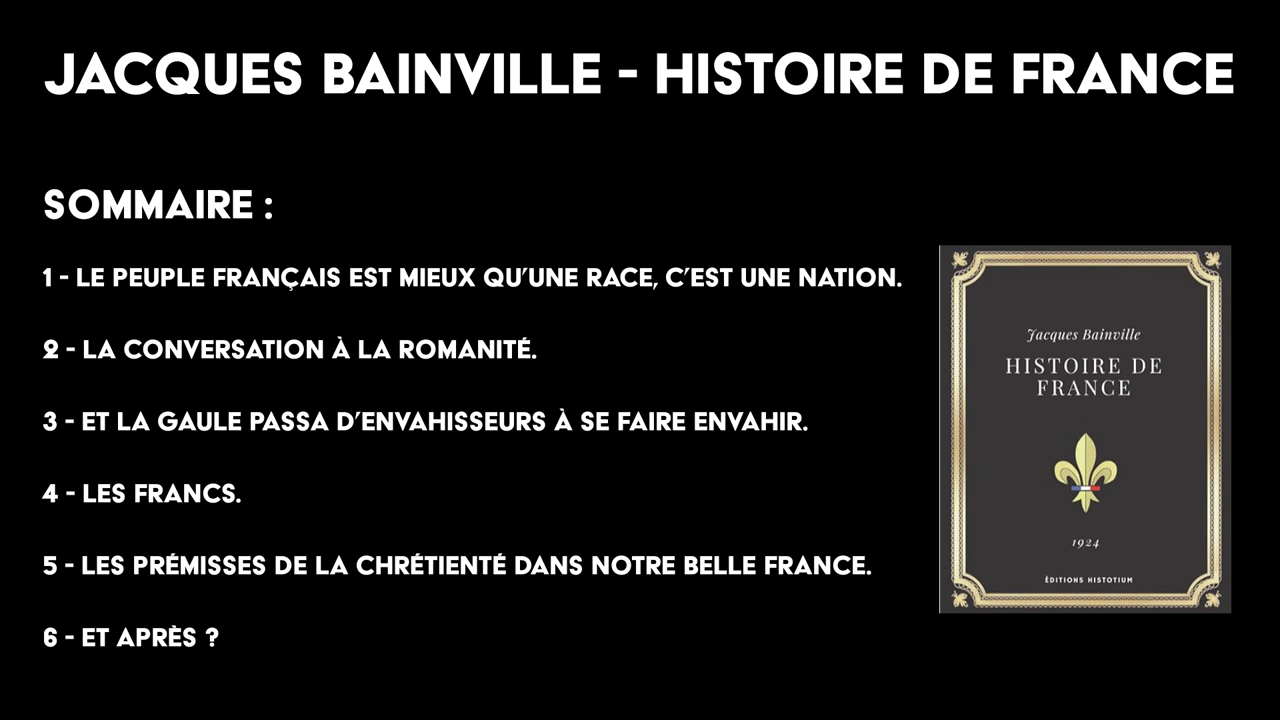 JACQUES BAINVILLE - HISTOIRE DE FRANCE
SOMMAIRE :
1 - LE PEUPLE FRANÇAIS EST MIEUX QU'UNE RACE, C'EST UNE NATION.
2 - LA CONVERSATION À LA ROMANITÉ.
3 - ET LA GAULE PASSA D'ENVAHISSEURS À SE FAIRE ENVAHIR.
4 - LES FRANCS.
5 - LES PRÉMISSES DE LA CHRÉTIENTÉ DANS NOTRE BELLE FRANCE.
6 - ET APRÈS ?
Jacques Bainville
HISTOIRE DE
FRANCE
1924
ÉDITIONS HISTOTIUM